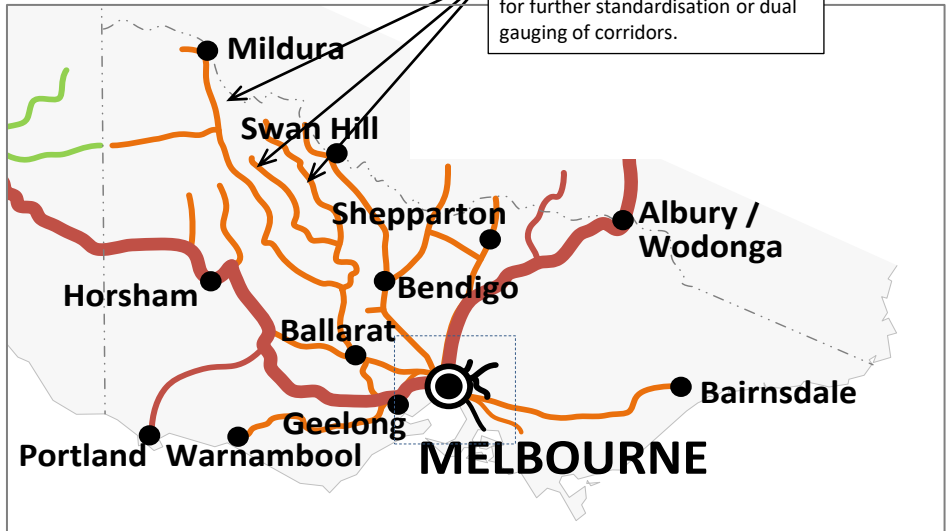 for further standardisation or dual
gauging of corridors.
Mildura
Swan Hill
Shepparton
Albury /
Wodonga
Horsham
Bendigo
Ballarat
Bairnsdale
Geelong
Portland
Warnambool
MELBOURNE